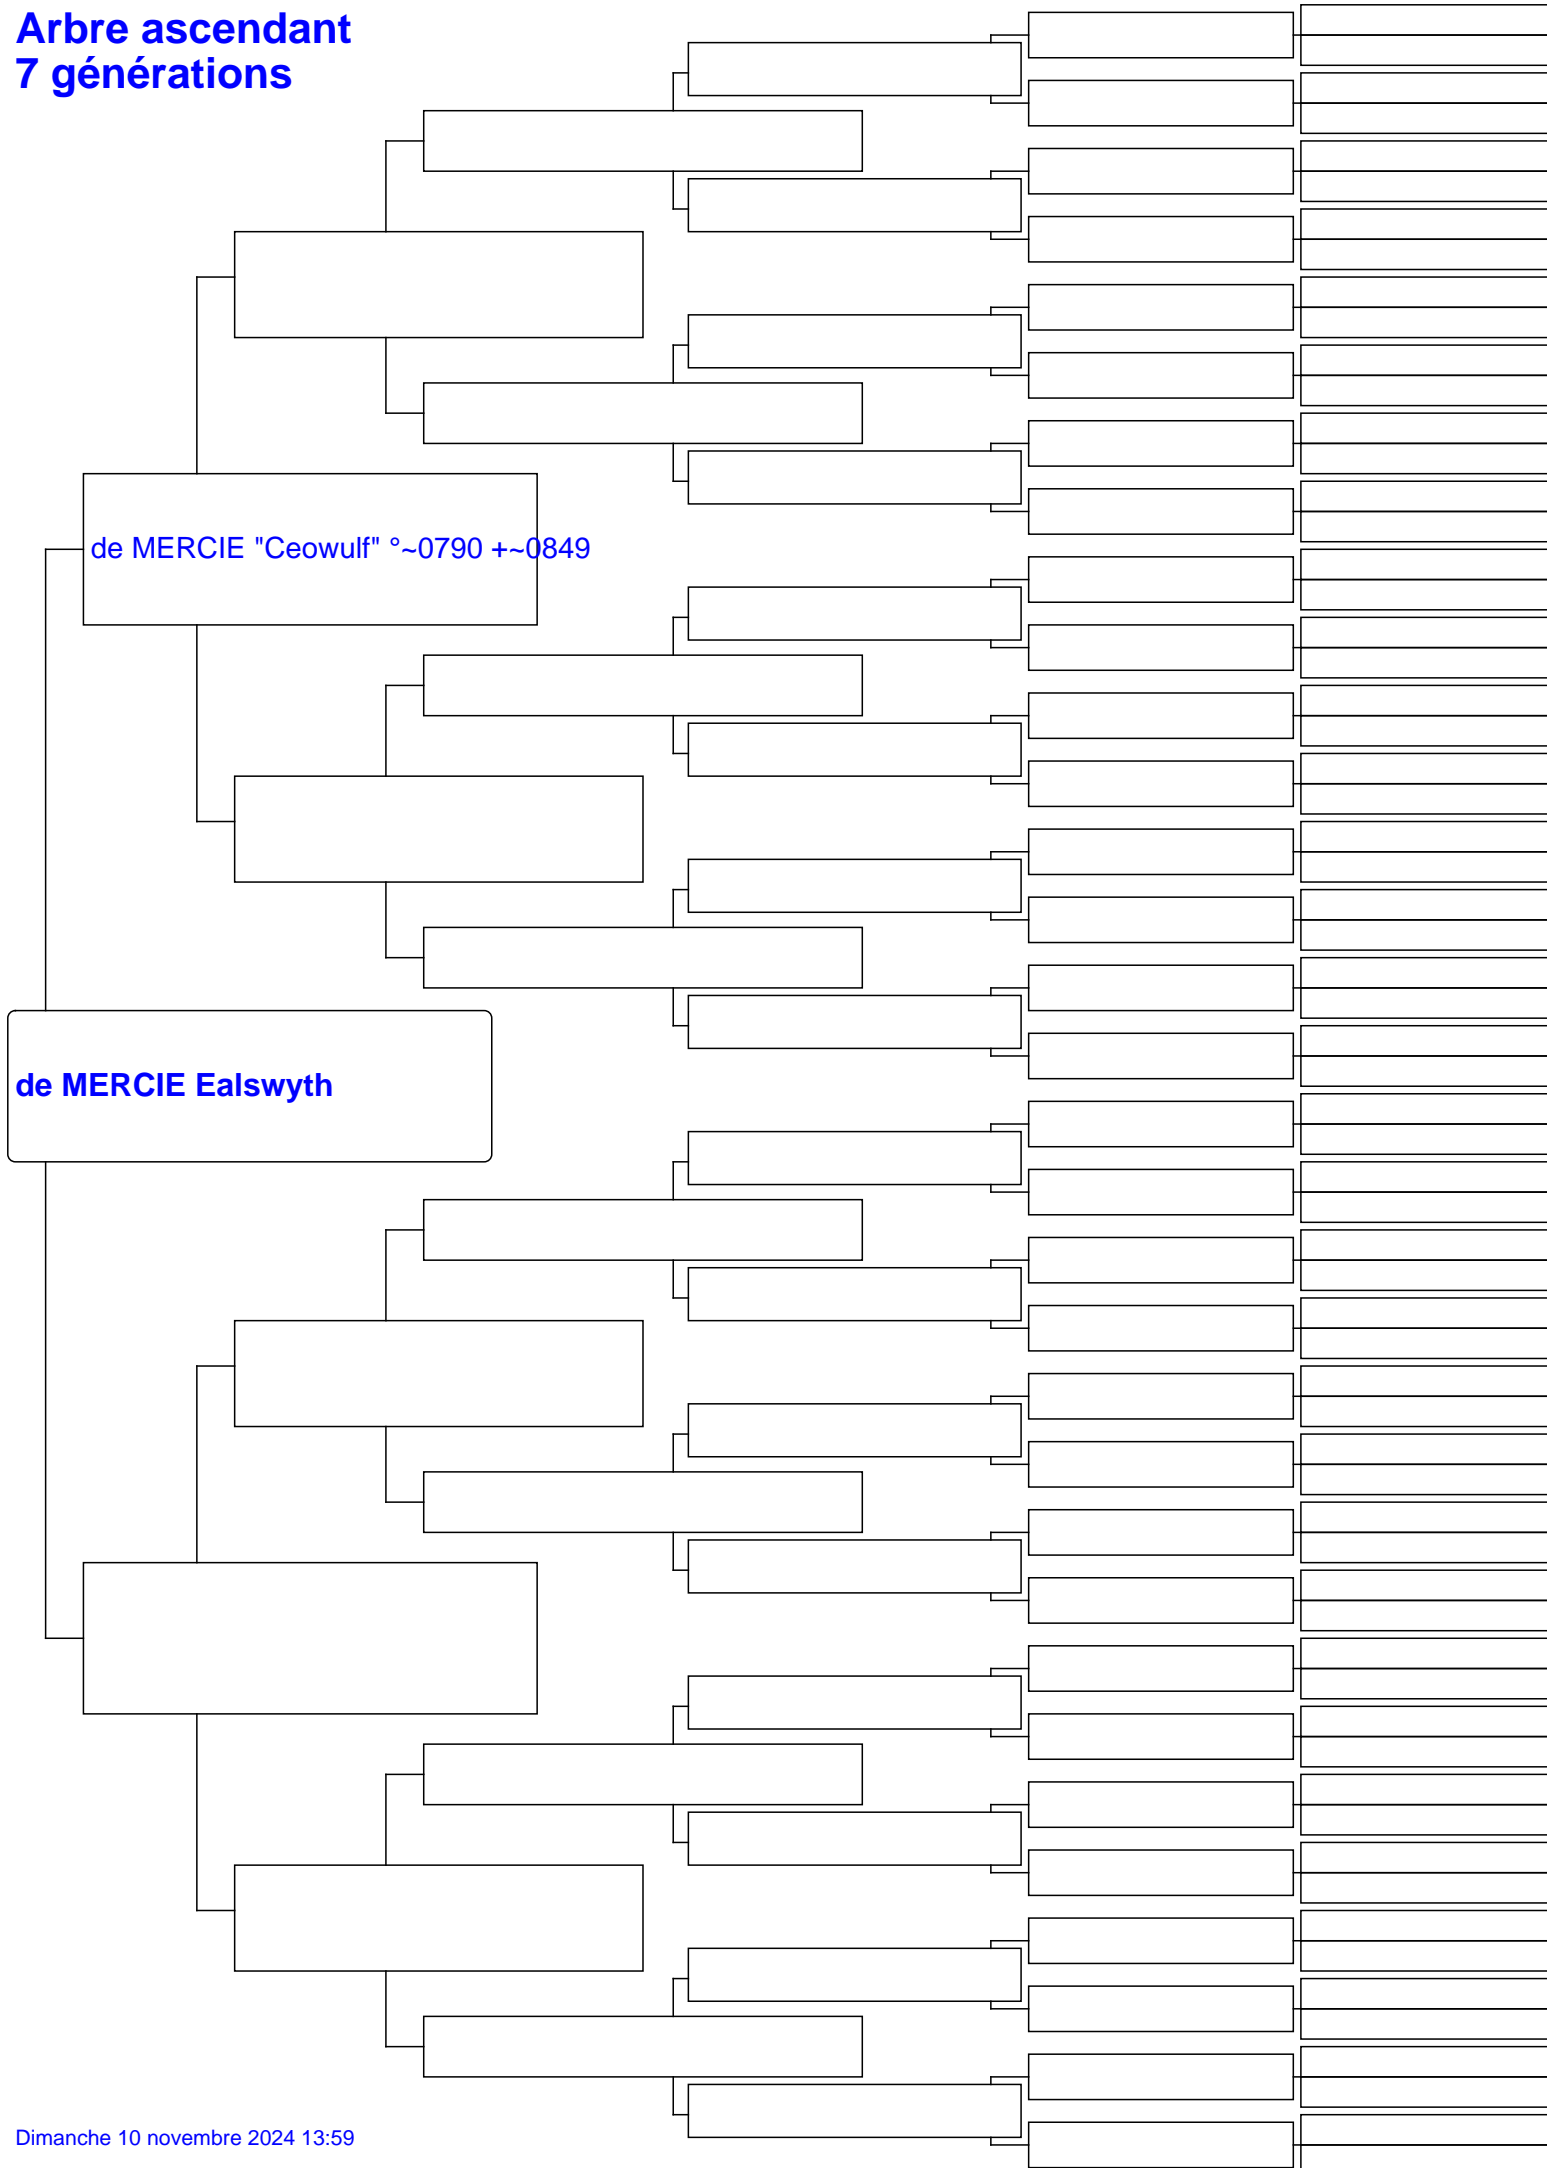 Arbre ascendant
7 générations
de MERCIE "Ceowulf" °~0790 +~0849
de MERCIE Ealswyth
Dimanche 10 novembre 2024 13:59